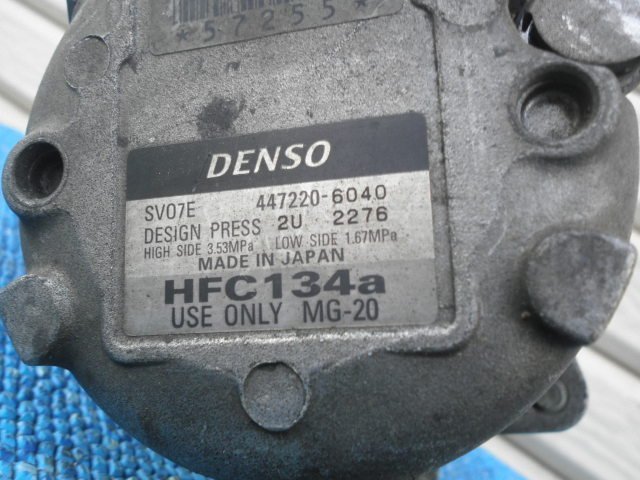 *57255*
DENSO
SV07E 447220-6040
DESIGN PRESS 2U 2276
HIGH SIDE 3.53MPa LOW SIDE 1.67MPa
MADE IN JAPAN
HFC134a
USE ONLY MG-20